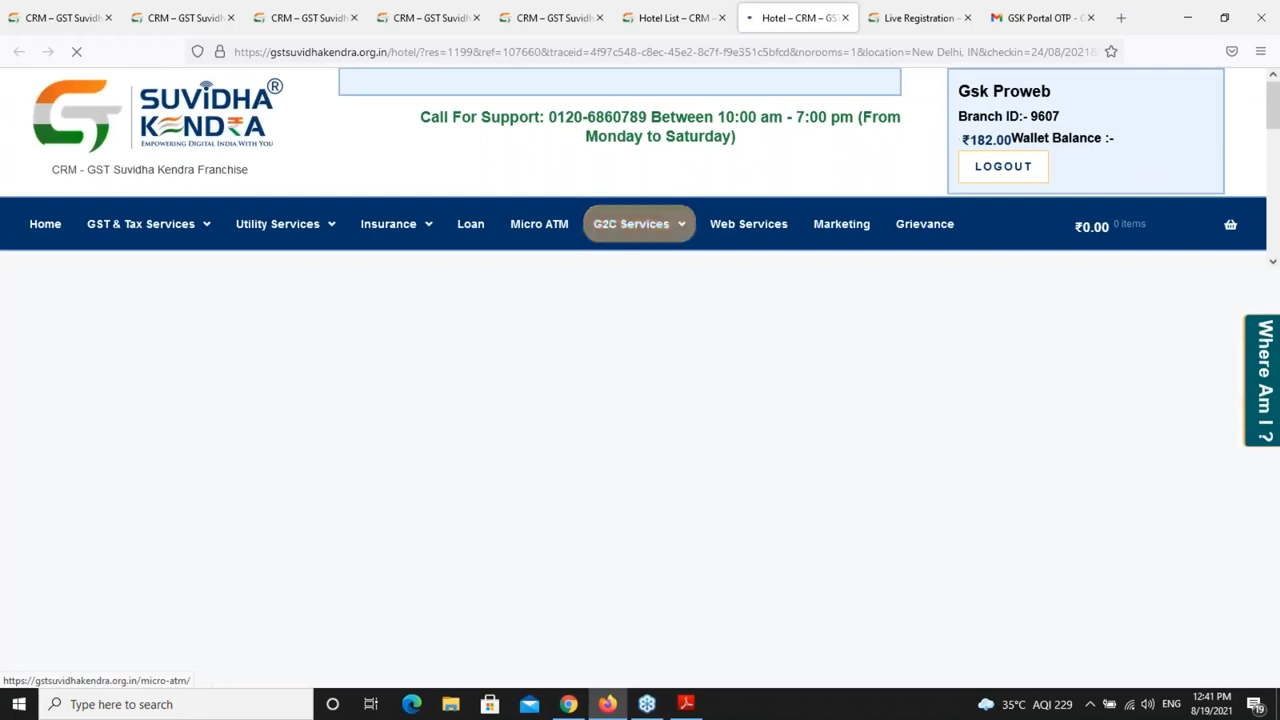 CRM – GST Suvidh
CRM – GST Suvidh
CRM – GST Suvidh
CRM – GST Suvidh
CRM – GST Suvidh
Hotel List – CRM –
Hotel – CRM – GS
Live Registration –
GSK Portal OTP -
https://gstsuvidhakendra.org.in/hotel/?res=1199&ref=107660&traceid=4f97c548-c8ec-45e2-8c7f-f9e351c5bfcd&norooms=1&location=New Delhi, IN&checkin=24/08/2021&
SUVIDHA ®
KENDRA
EMPOWERING DIGITAL INDIA WITH YOU
CRM - GST Suvidha Kendra Franchise
Call For Support: 0120-6860789 Between 10:00 am - 7:00 pm (From
Monday to Saturday)
Gsk Proweb
Branch ID:- 9607
₹182.00Wallet Balance :-
LOGOUT
Home GST & Tax Services Utility Services Insurance Loan Micro ATM G2C Services Web Services Marketing Grievance ₹0.00 0 items
Where Am I ?
https://gstsuvidhakendra.org.in/micro-atm/
Type here to search
35°C AQI 229
ENG
12:41 PM
8/19/2021
19